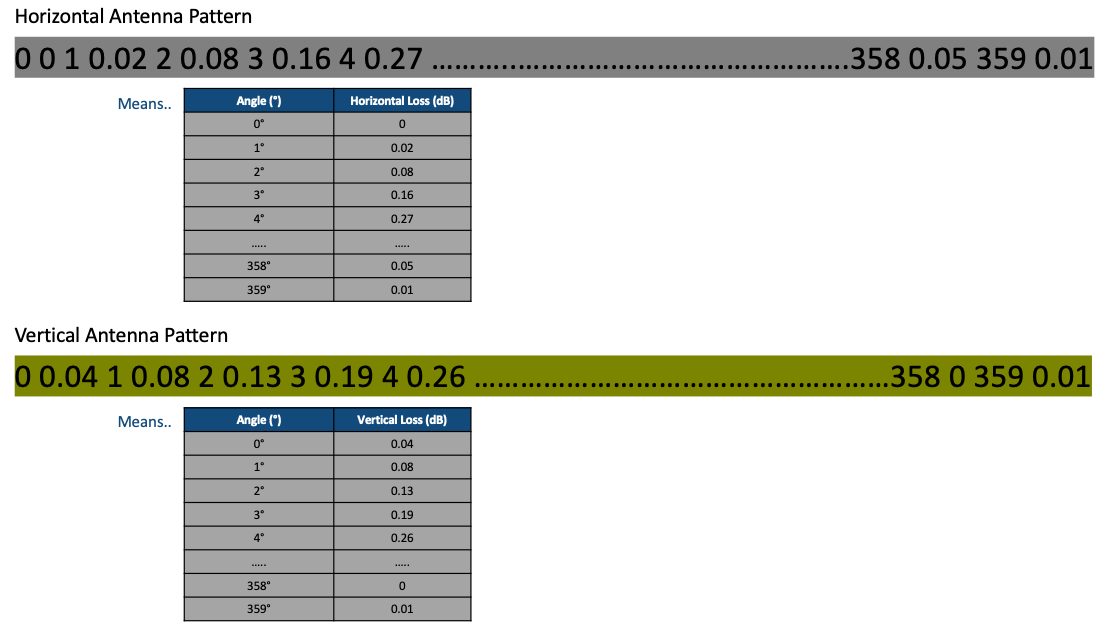 Horizontal Antenna Pattern
0 0 1 0.02 2 0.08 3 0.16 4 0.27 ……………………………………………….358 0.05 359 0.01
Means..
Angle (°) Horizontal Loss (dB)
0° 0
1° 0.02
2° 0.08
3° 0.16
4° 0.27
..... .....
358° 0.05
359° 0.01
Vertical Antenna Pattern
0 0.04 1 0.08 2 0.13 3 0.19 4 0.26 ………………………………………………358 0 359 0.01
Means..
Angle (°) Vertical Loss (dB)
0° 0.04
1° 0.08
2° 0.13
3° 0.19
4° 0.26
..... .....
358° 0
359° 0.01